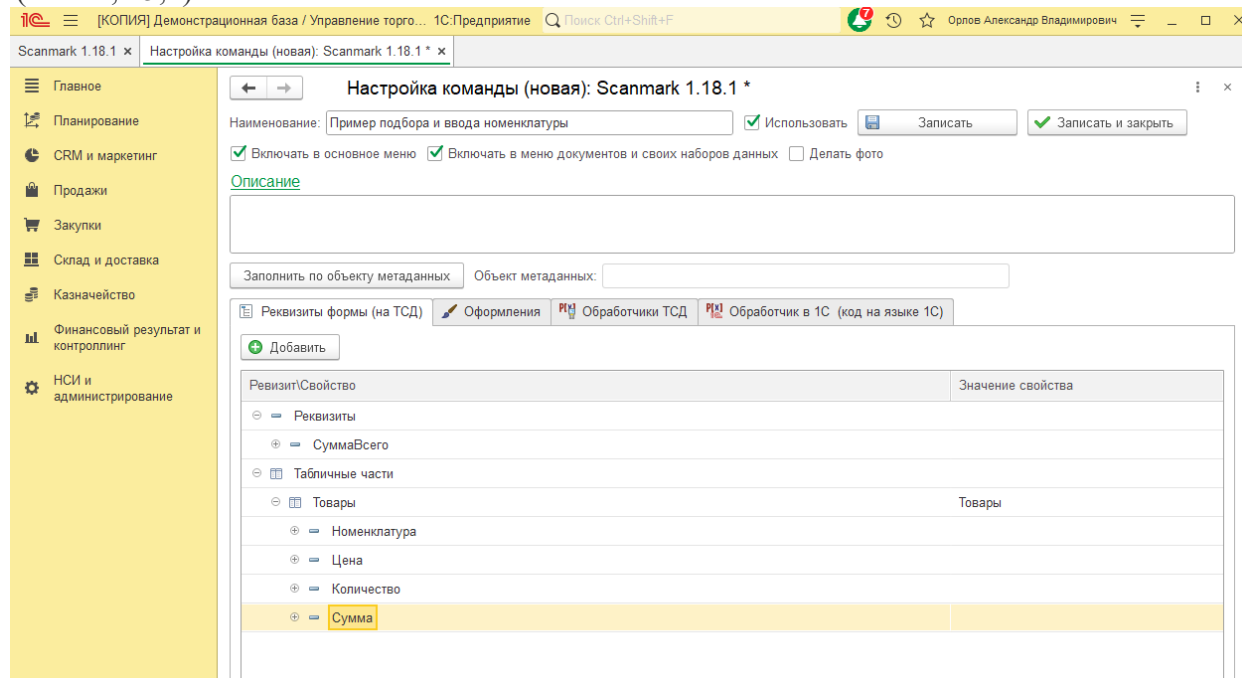 [КОПИЯ] Демонстрационная база / Управление торго... 1С:Предприятие Поиск Ctrl+Shift+F 7 Орлов Александр Владимирович
Scanmark 1.18.1 × Настройка команды (новая): Scanmark 1.18.1 * ×
Главное
Планирование
CRM и маркетинг
Продажи
Закупки
Склад и доставка
Казначейство
Финансовый результат и
контроллинг
НСИ и
администрирование
Настройка команды (новая): Scanmark 1.18.1 *
Наименование: Пример подбора и ввода номенклатуры Использовать Записать Записать и закрыть
Включать в основное меню Включать в меню документов и своих наборов данных Делать фото
Описание
Заполнить по объекту метаданных Объект метаданных:
Реквизиты формы (на ТСД) Оформления Обработчики ТСД Обработчик в 1С (код на языке 1С)
Добавить
Ревизит\Свойство Значение свойства
Реквизиты
СуммаВсего
Табличные части
Товары Товары
Номенклатура
Цена
Количество
Сумма